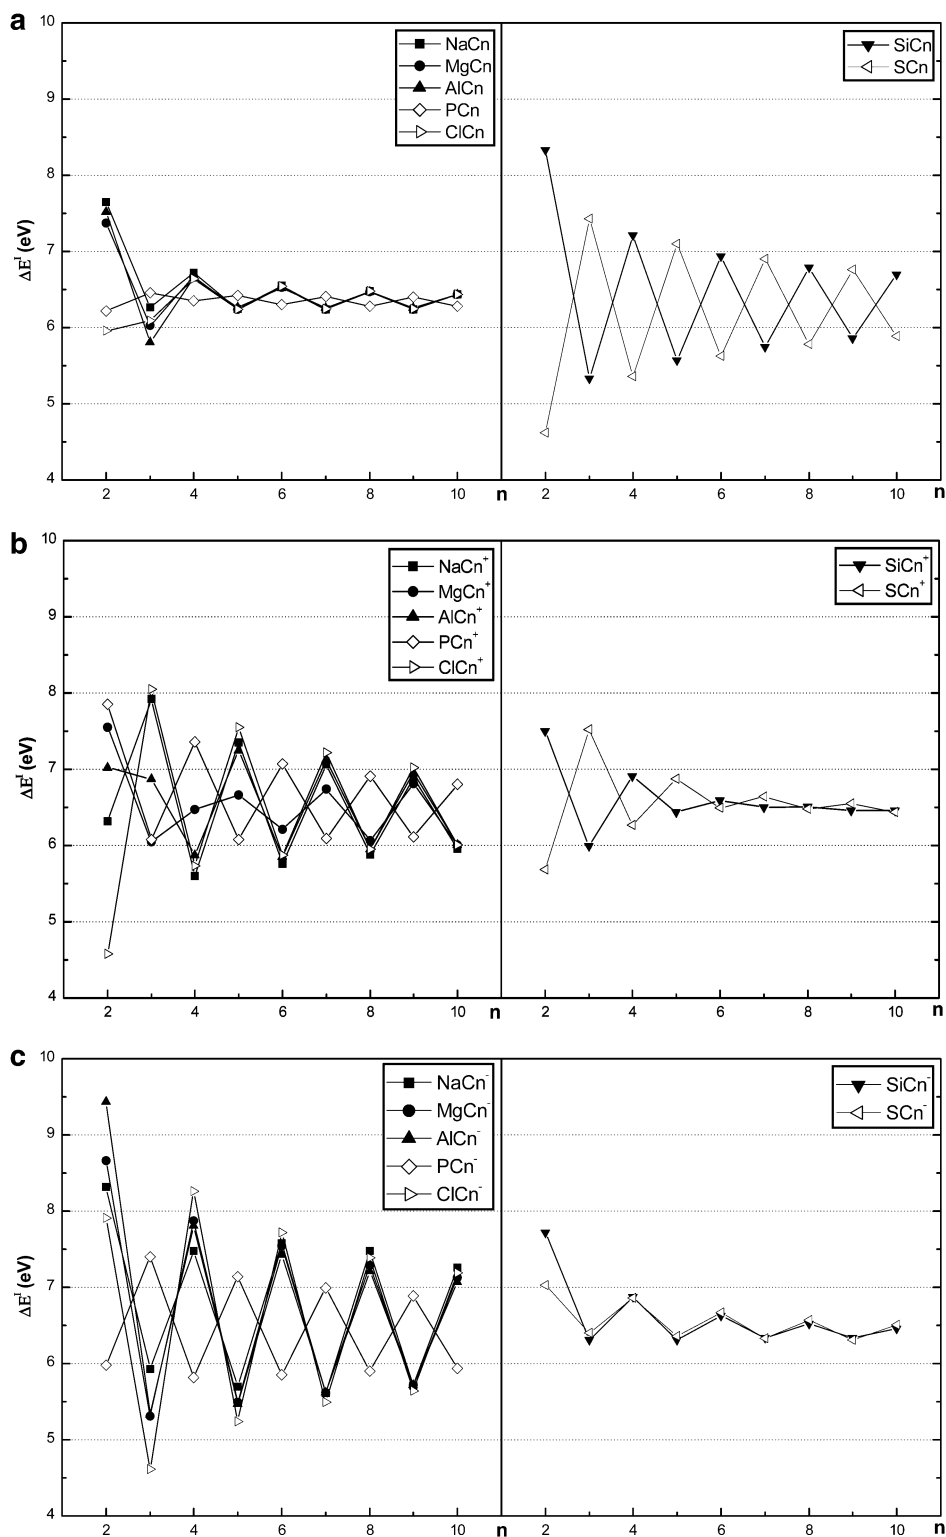 a
10
9
8
7
6
5
4
ΔEᴵ (eV)
NaCn
MgCn
AlCn
PCn
ClCn
SiCn
SCn
2 4 6 8 10 n 2 4 6 8 10 n
b
10
9
8
7
6
5
4
ΔEᴵ (eV)
NaCn⁺
MgCn⁺
AlCn⁺
PCn⁺
ClCn⁺
SiCn⁺
SCn⁺
2 4 6 8 10 n 2 4 6 8 10 n
c
10
9
8
7
6
5
4
ΔEᴵ (eV)
NaCn⁻
MgCn⁻
AlCn⁻
PCn⁻
ClCn⁻
SiCn⁻
SCn⁻
2 4 6 8 10 n 2 4 6 8 10 n